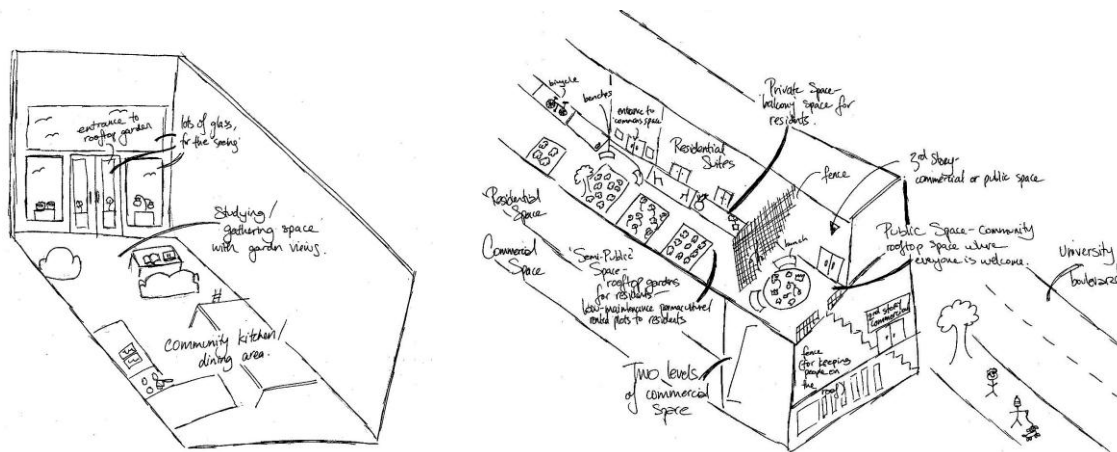 entrance to
rooftop garden
lots of glass,
for the seeing
Studying/
gathering space
with garden views.
community kitchen/
dining area.
bicycle
benches
entrance to
commons space
Residential
Suites
Private Space-
balcony space for
residents.
fence
3rd story-
commercial or public space
Public Space-community
rooftop space where
everyone is welcome.
University
boulevard
Residential
Space
Commercial
Space
"Semi-Public"
Space-
rooftop gardens
for residents-
low-maintenance permaculture/
rented plots to residents
bench
2nd story
commercial
fence
(for keeping
people on
the roof)
Two levels
of commercial
Space